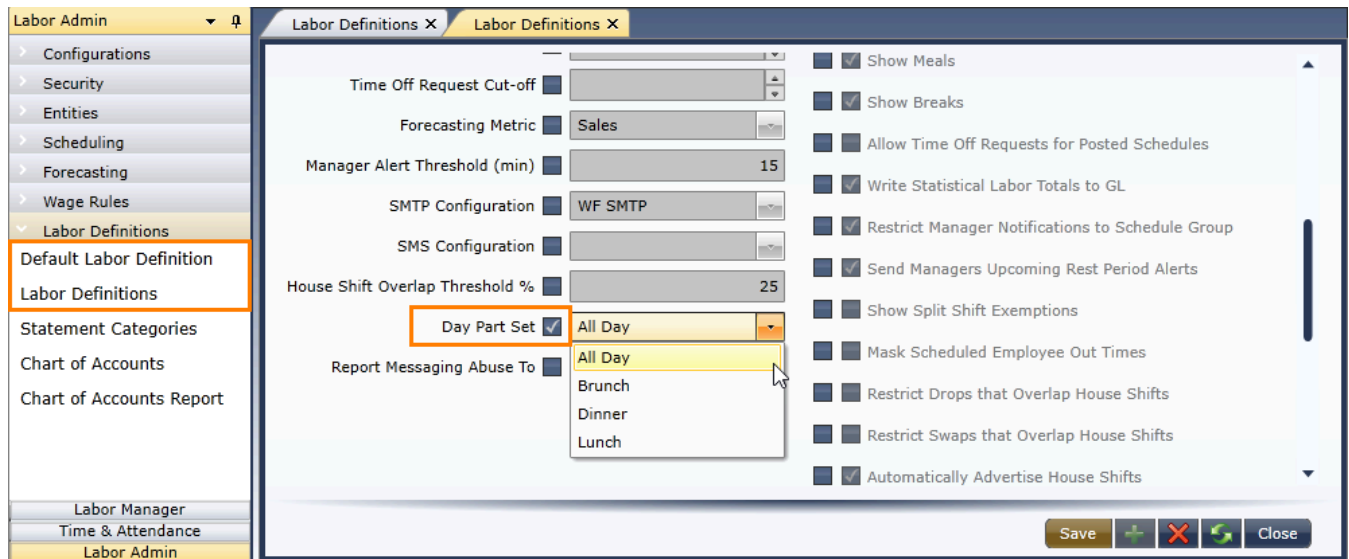 Labor Admin
Configurations
Security
Entities
Scheduling
Forecasting
Wage Rules
Labor Definitions
Default Labor Definition
Labor Definitions
Statement Categories
Chart of Accounts
Chart of Accounts Report
Labor Manager
Time & Attendance
Labor Admin
Labor Definitions X
Labor Definitions X
Time Off Request Cut-off
Forecasting Metric
Sales
Manager Alert Threshold (min)
15
SMTP Configuration
WF SMTP
SMS Configuration
House Shift Overlap Threshold %
25
Day Part Set
All Day
All Day
Brunch
Dinner
Lunch
Report Messaging Abuse To
Show Meals
Show Breaks
Allow Time Off Requests for Posted Schedules
Write Statistical Labor Totals to GL
Restrict Manager Notifications to Schedule Group
Send Managers Upcoming Rest Period Alerts
Show Split Shift Exemptions
Mask Scheduled Employee Out Times
Restrict Drops that Overlap House Shifts
Restrict Swaps that Overlap House Shifts
Automatically Advertise House Shifts
Save
Close